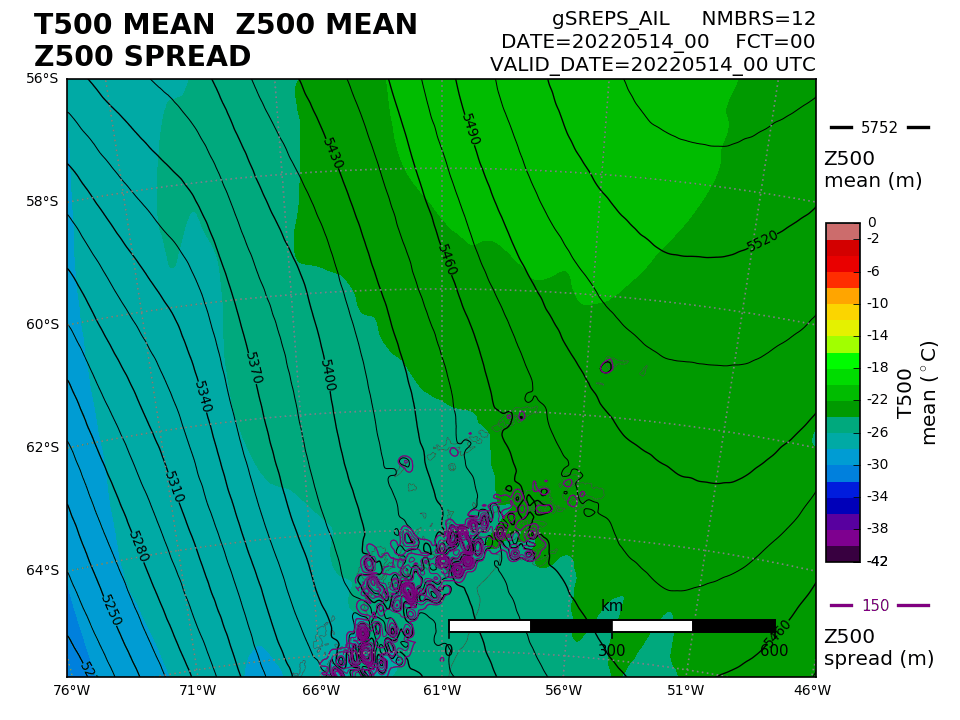 T500 MEAN  Z500 MEAN
Z500 SPREAD
gSREPS_AIL     NMBRS=12
DATE=20220514_00    FCT=00
VALID_DATE=20220514_00 UTC
56°S
58°S
60°S
62°S
64°S
76°W
71°W
66°W
61°W
56°W
51°W
46°W
5430
5490
5460
5520
5370
5400
5340
5310
5280
5250
km
0
300
600
5752
Z500
mean (m)
0
-2
-6
-10
-14
-18
-22
-26
-30
-34
-38
-42
T500
mean (°C)
150
Z500
spread (m)